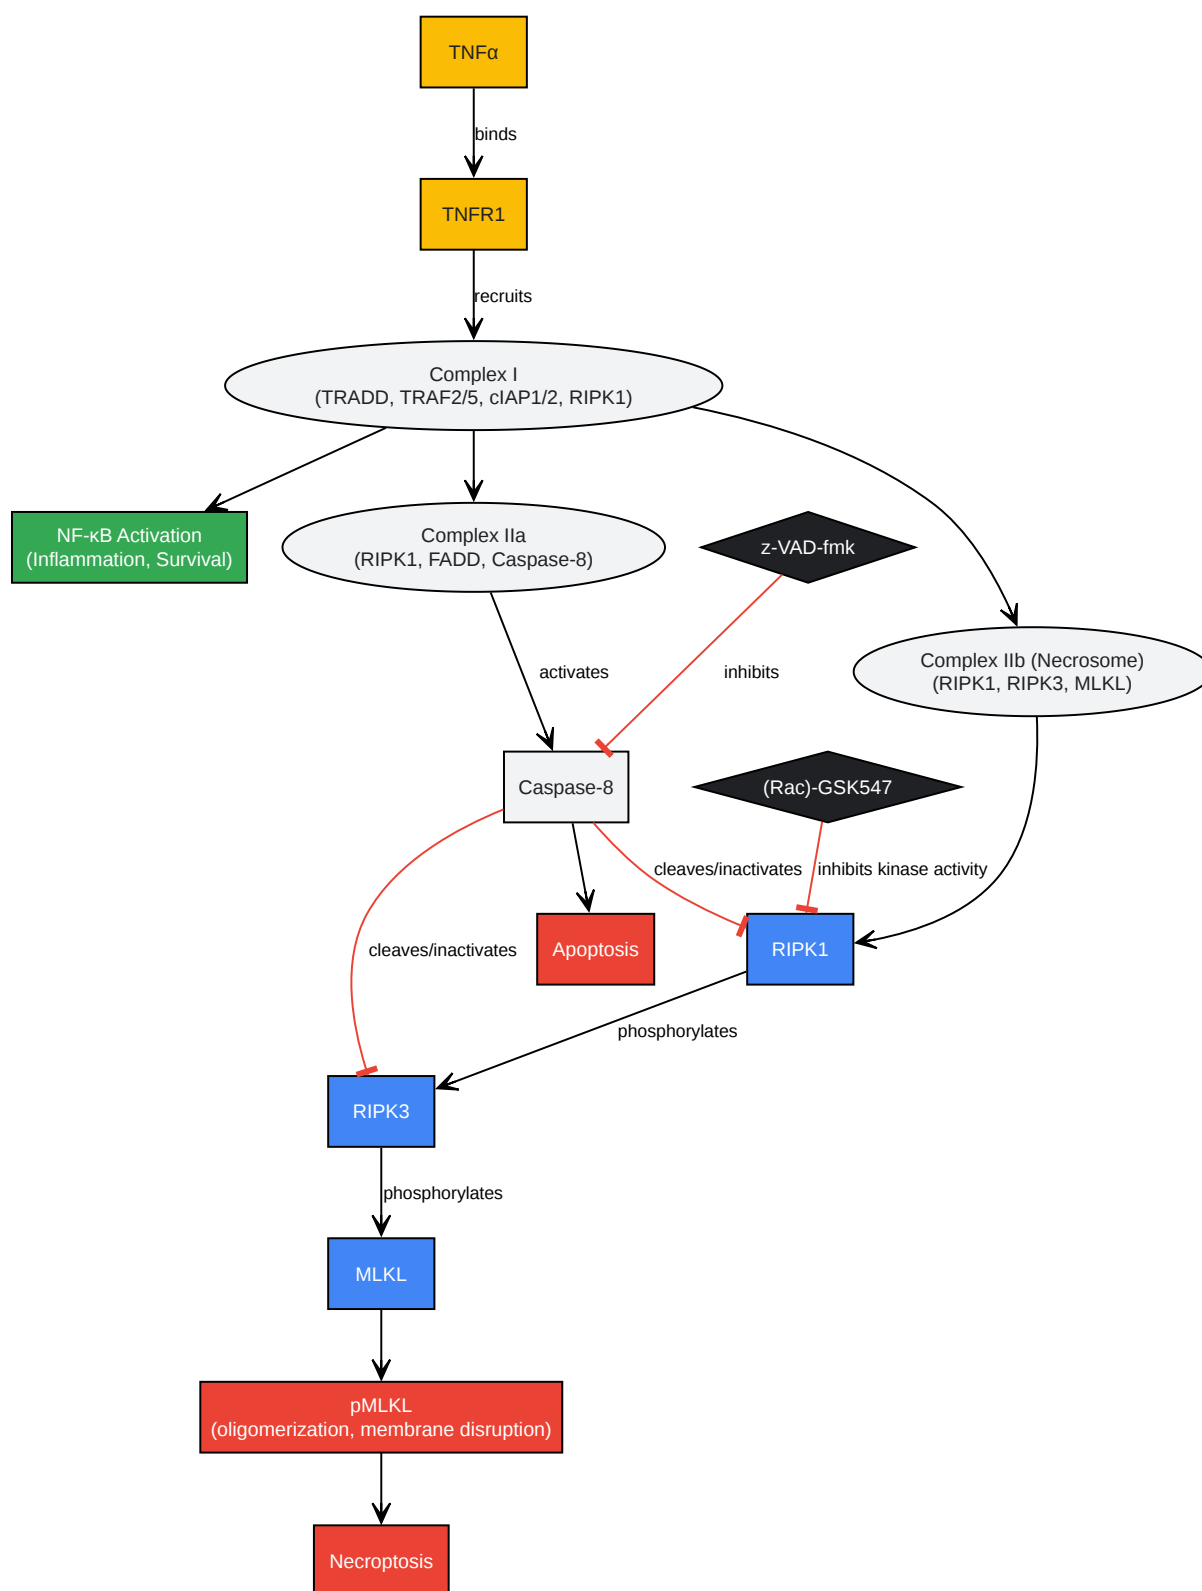 TNFα
binds
TNFR1
recruits
Complex I
(TRADD, TRAF2/5, cIAP1/2, RIPK1)
NF-κB Activation
(Inflammation, Survival)
Complex IIa
(RIPK1, FADD, Caspase-8)
z-VAD-fmk
Complex IIb (Necrosome)
(RIPK1, RIPK3, MLKL)
activates
inhibits
Caspase-8
(Rac)-GSK547
cleaves/inactivates
inhibits kinase activity
cleaves/inactivates
Apoptosis
RIPK1
phosphorylates
RIPK3
phosphorylates
MLKL
pMLKL
(oligomerization, membrane disruption)
Necroptosis